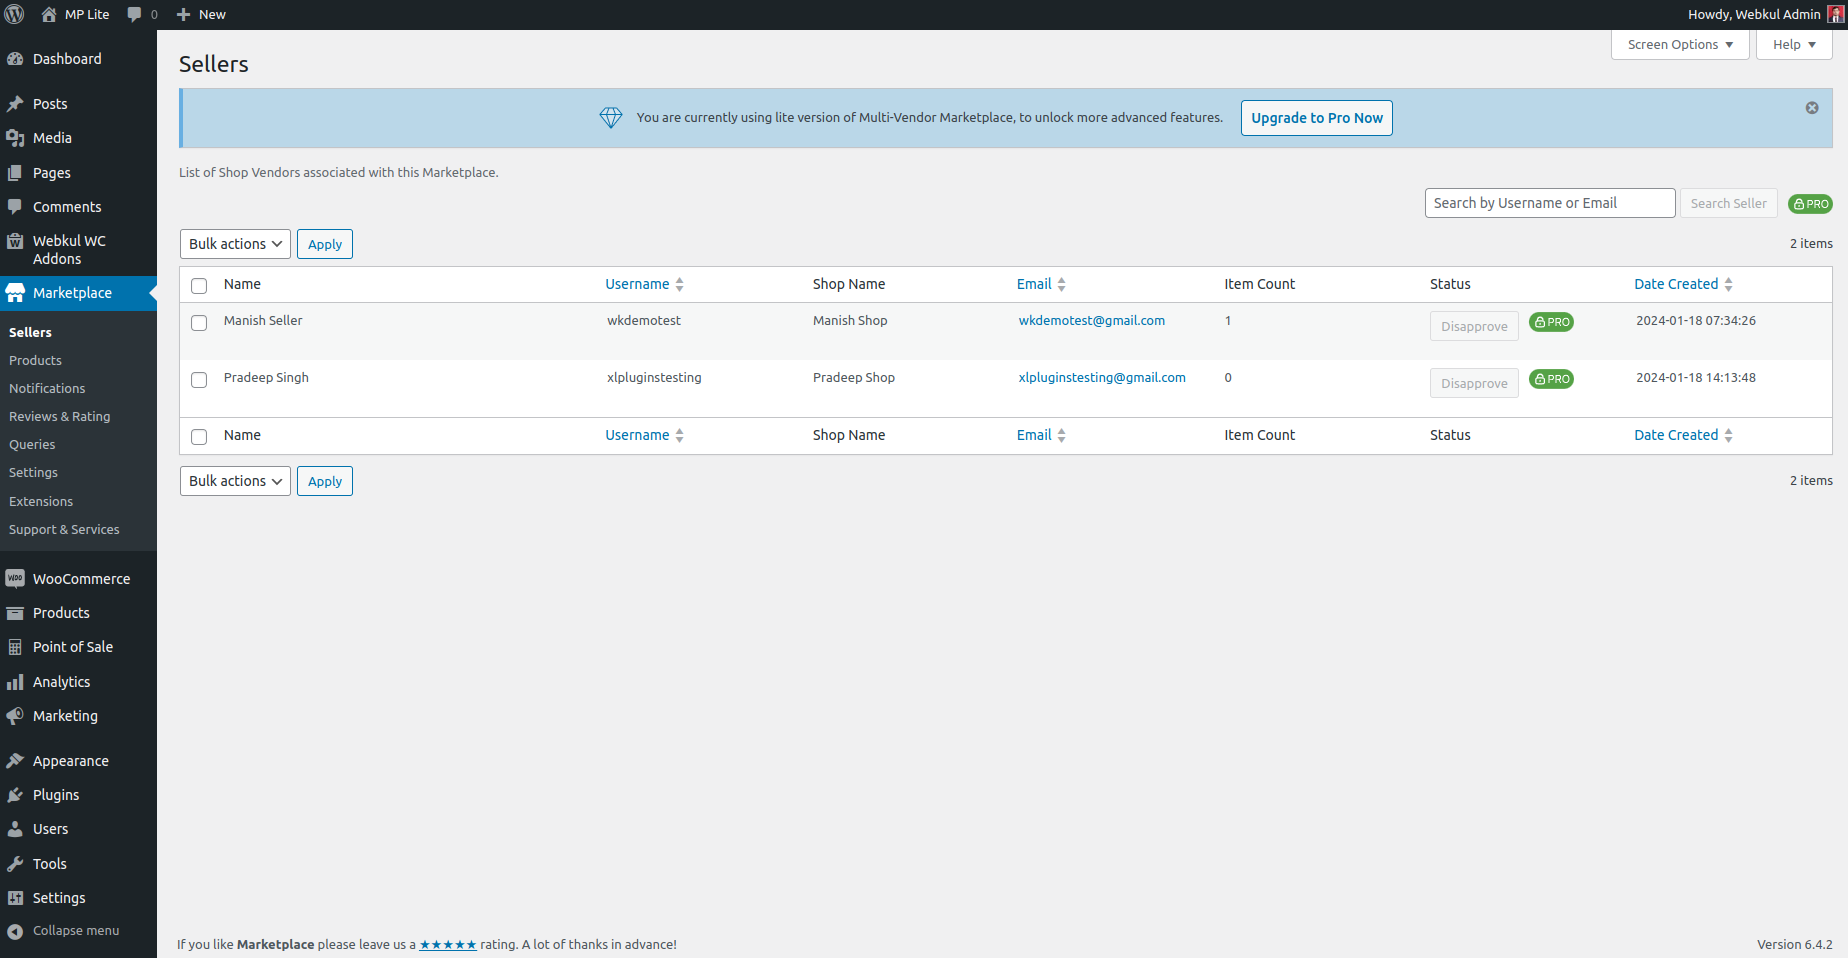 MP Lite 0 New Howdy, Webkul Admin
Screen Options Help
Dashboard
Posts
Media
Pages
Comments
Webkul WC
Addons
Marketplace
Sellers
Products
Notifications
Reviews & Rating
Queries
Settings
Extensions
Support & Services
WooCommerce
Products
Point of Sale
Analytics
Marketing
Appearance
Plugins
Users
Tools
Settings
Collapse menu
Sellers
You are currently using lite version of Multi-Vendor Marketplace, to unlock more advanced features. Upgrade to Pro Now
List of Shop Vendors associated with this Marketplace.
Search by Username or Email Search Seller PRO
Bulk actions Apply 2 items
Name Username Shop Name Email Item Count Status Date Created
Manish Seller wkdemotest Manish Shop wkdemotest@gmail.com 1 Disapprove PRO 2024-01-18 07:34:26
Pradeep Singh xlpluginstesting Pradeep Shop xlpluginstesting@gmail.com 0 Disapprove PRO 2024-01-18 14:13:48
Name Username Shop Name Email Item Count Status Date Created
Bulk actions Apply 2 items
If you like Marketplace please leave us a ★★★★★ rating. A lot of thanks in advance! Version 6.4.2